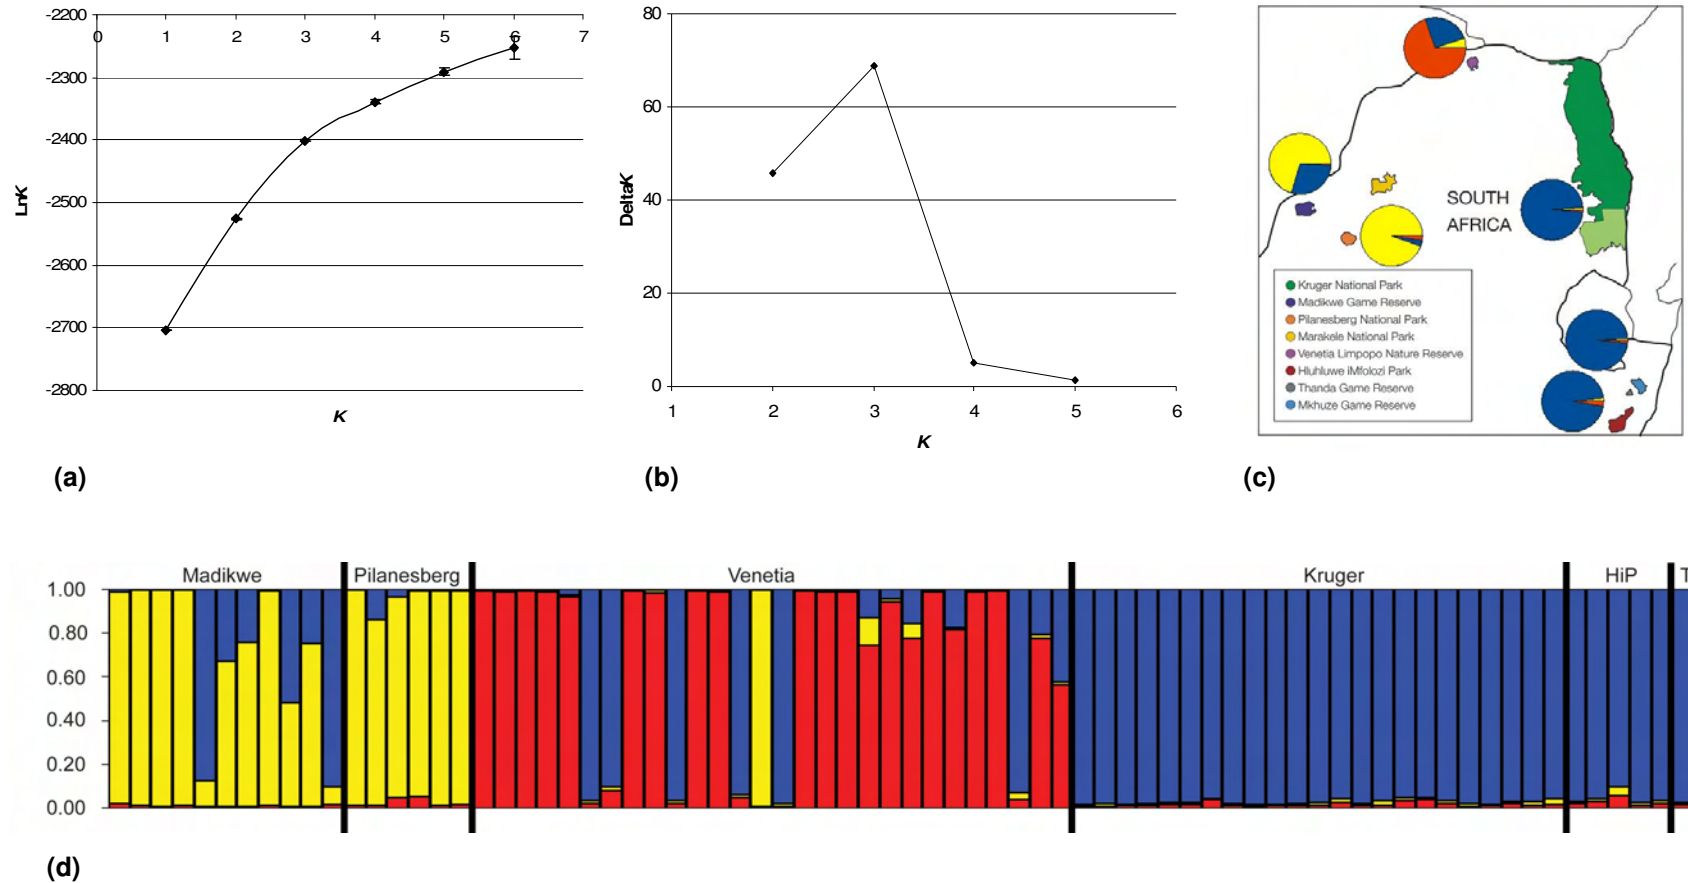 -2200
0 1 2 3 4 5 6 7
-2300
-2400
-2500
-2600
-2700
-2800
LnK
K
(a)
80
60
40
20
0
1 2 3 4 5 6
DeltaK
K
(b)
SOUTH
AFRICA
Kruger National Park
Madikwe Game Reserve
Pilanesberg National Park
Marakele National Park
Venetia Limpopo Nature Reserve
Hluhluwe iMfolozi Park
Thanda Game Reserve
Mkhuze Game Reserve
(c)
Madikwe Pilanesberg Venetia Kruger HiP T
1.00
0.80
0.60
0.40
0.20
0.00
(d)